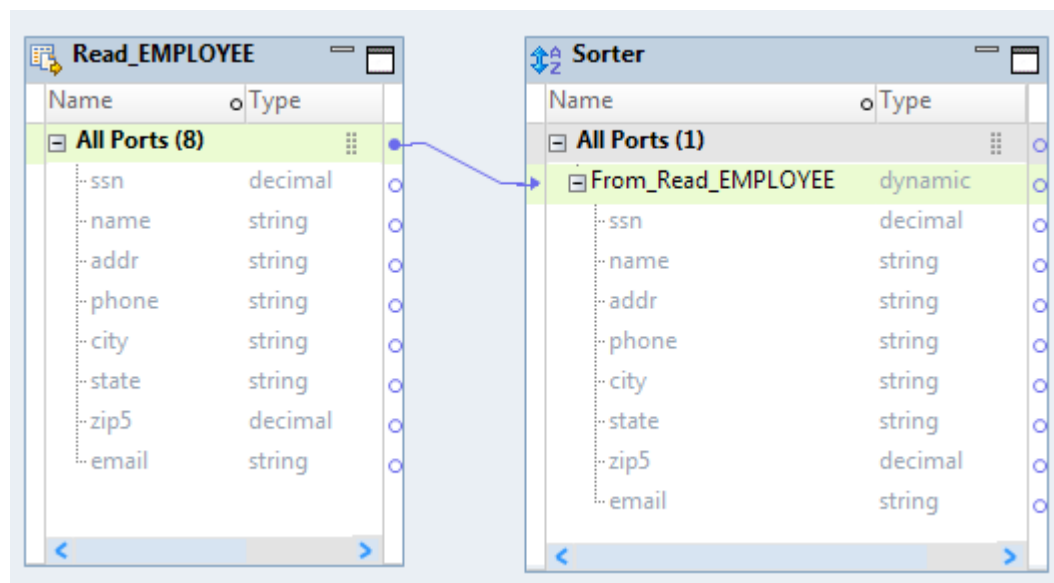 Read_EMPLOYEE
Name Type
All Ports (8)
ssn decimal
name string
addr string
phone string
city string
state string
zip5 decimal
email string
Sorter
Name Type
All Ports (1)
From_Read_EMPLOYEE dynamic
ssn decimal
name string
addr string
phone string
city string
state string
zip5 decimal
email string